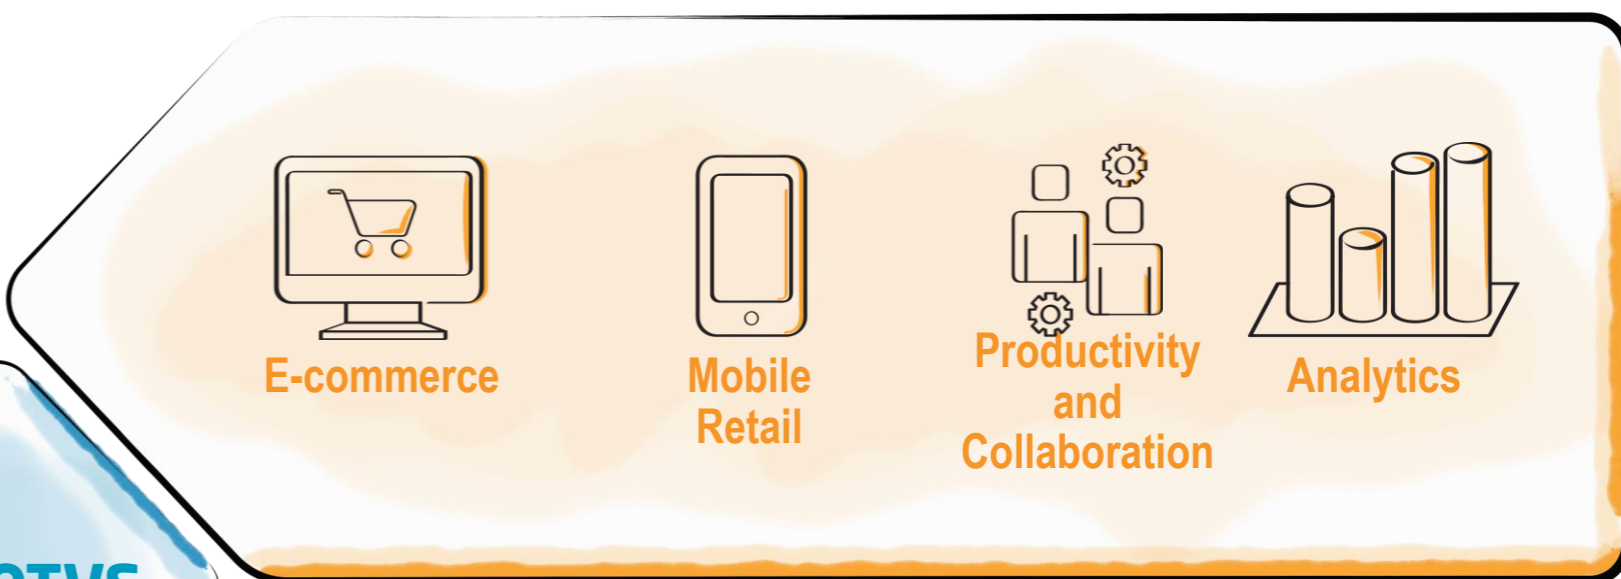 E-commerce
Mobile
Retail
Productivity
and
Collaboration
Analytics